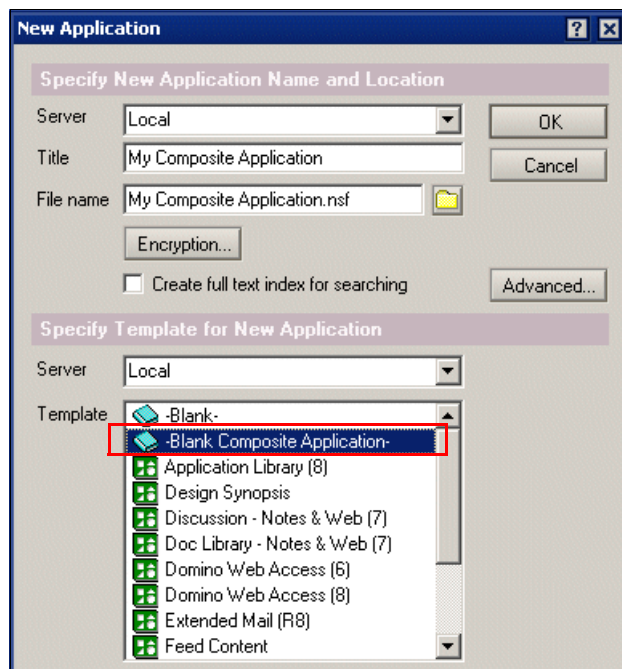 New Application
Specify New Application Name and Location
Server Local OK
Title My Composite Application Cancel
File name My Composite Application.nsf
Encryption...
Create full text index for searching Advanced...
Specify Template for New Application
Server Local
Template -Blank-
-Blank Composite Application-
Application Library (8)
Design Synopsis
Discussion - Notes & Web (7)
Doc Library - Notes & Web (7)
Domino Web Access (6)
Domino Web Access (8)
Extended Mail (R8)
Feed Content